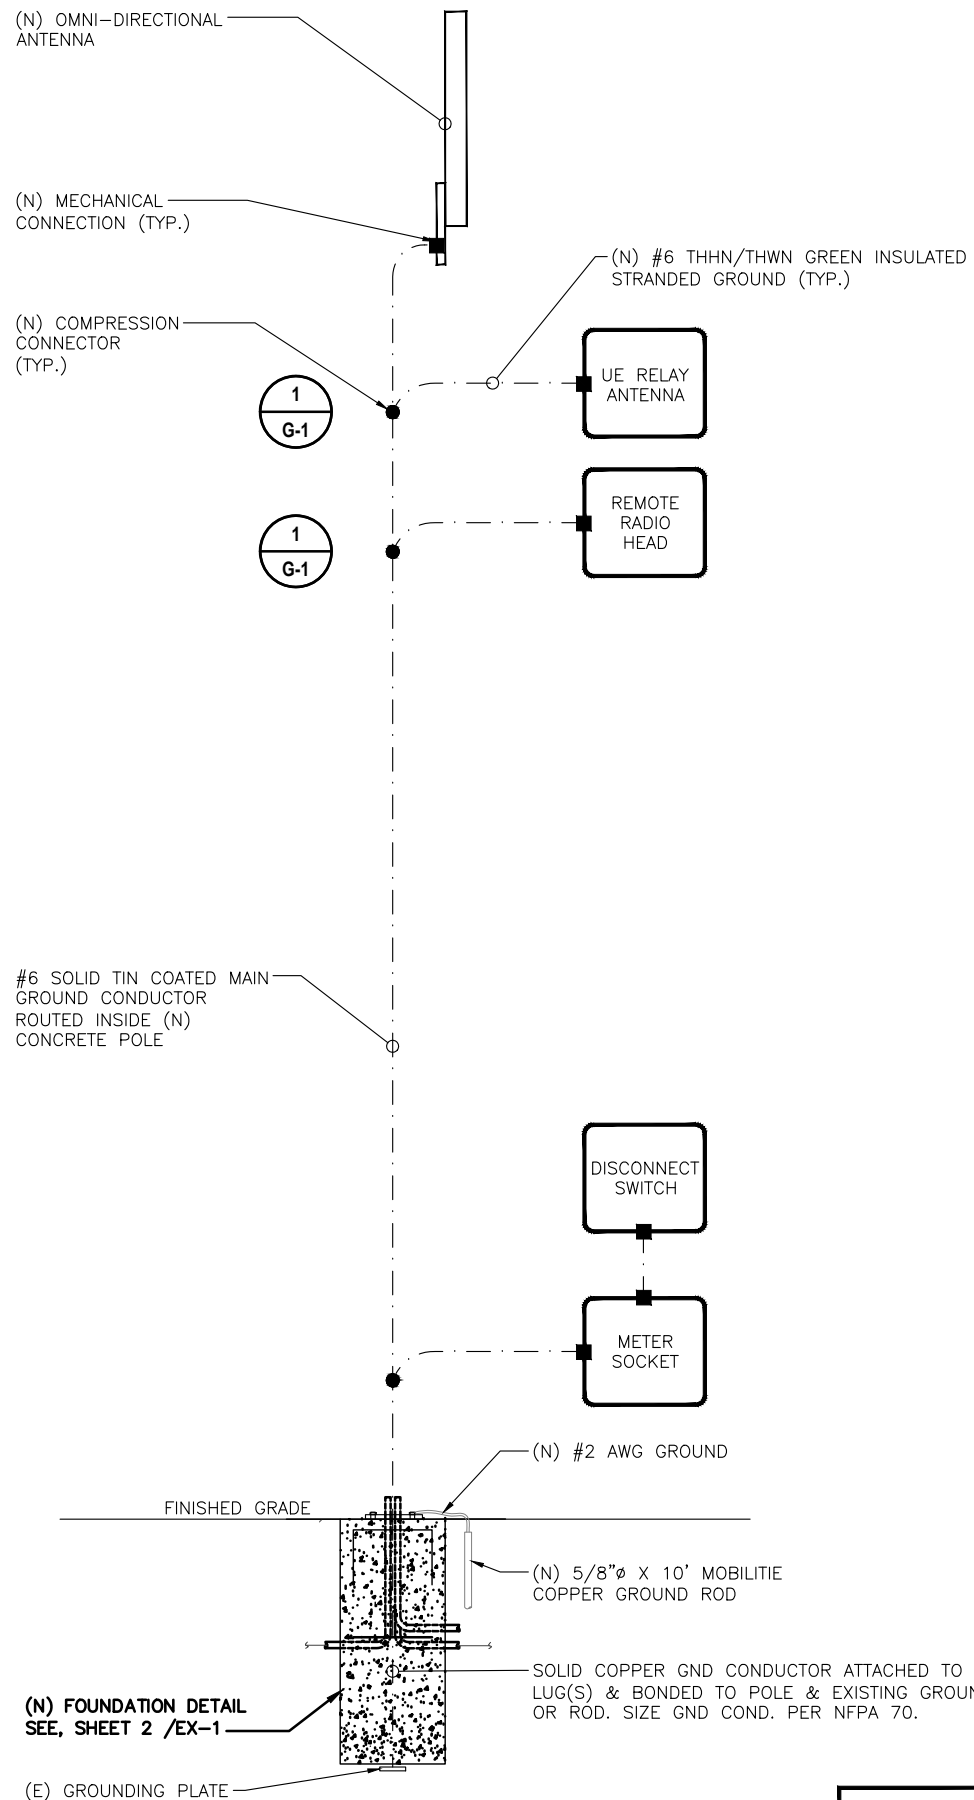 (N) OMNI-DIRECTIONAL
ANTENNA
(N) MECHANICAL
CONNECTION (TYP.)
(N) #6 THHN/THWN GREEN INSULATED
STRANDED GROUND (TYP.)
(N) COMPRESSION
CONNECTOR
(TYP.)
1
G-1
UE RELAY
ANTENNA
1
G-1
REMOTE
RADIO
HEAD
#6 SOLID TIN COATED MAIN
GROUND CONDUCTOR
ROUTED INSIDE (N)
CONCRETE POLE
DISCONNECT
SWITCH
METER
SOCKET
(N) #2 AWG GROUND
FINISHED GRADE
(N) 5/8"ø X 10' MOBILITIE
COPPER GROUND ROD
SOLID COPPER GND CONDUCTOR ATTACHED TO
LUG(S) & BONDED TO POLE & EXISTING
OR ROD. SIZE GND COND. PER NFPA 70.
(N) FOUNDATION DETAIL
SEE, SHEET 2 /EX-1
(E) GROUNDING PLATE